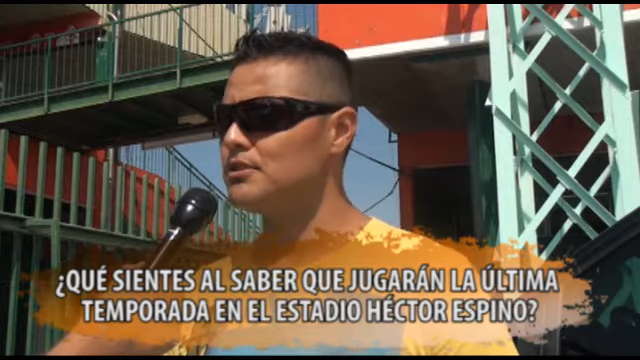 ¿QUÉ SIENTES AL SABER QUE JUGARÁN LA ÚLTIMA
TEMPORADA EN EL ESTADIO HÉCTOR ESPINO?